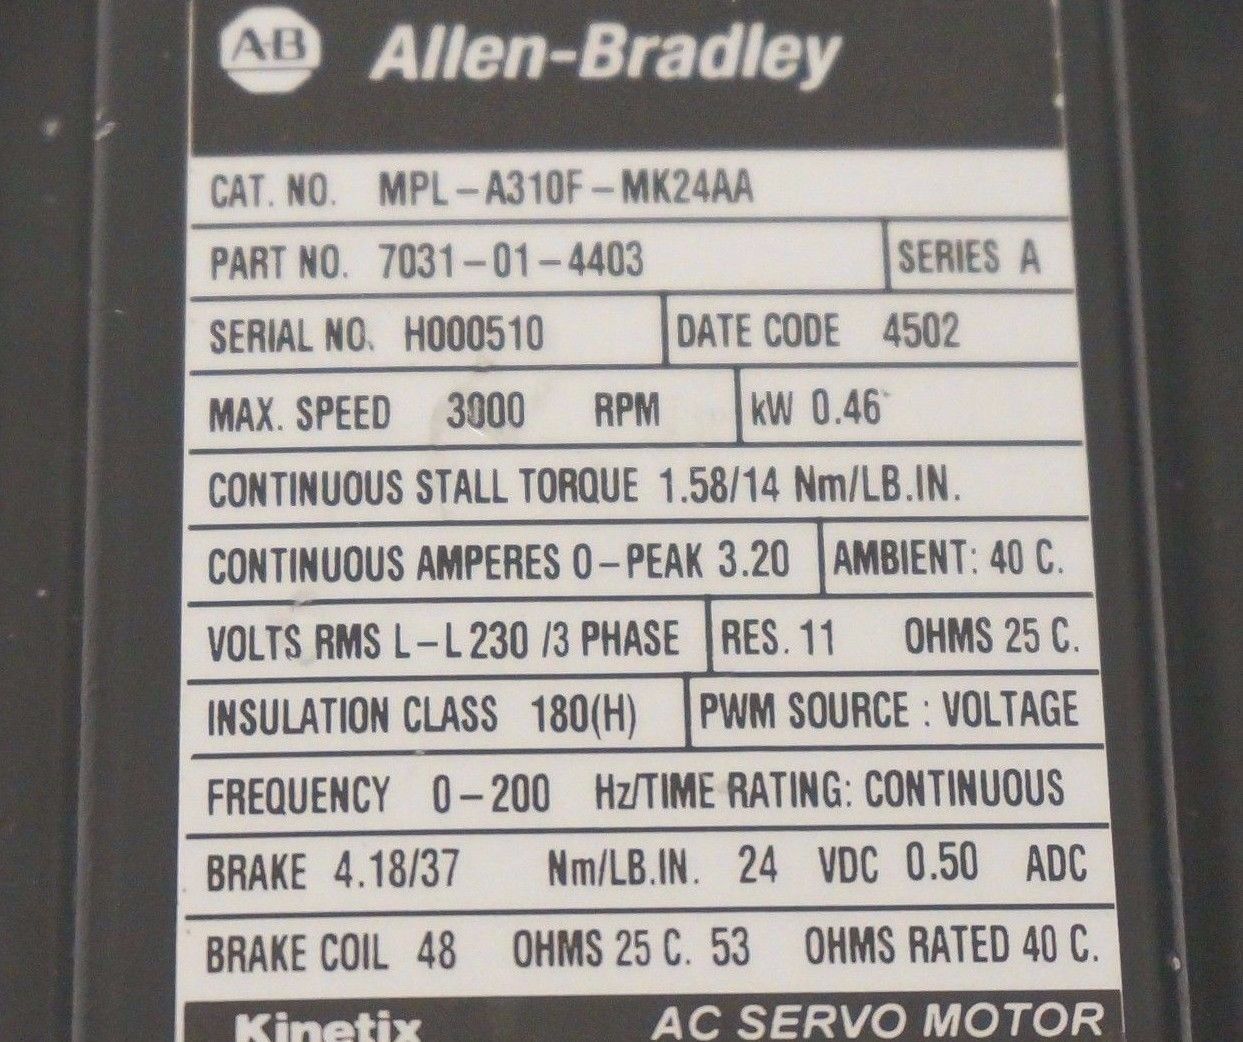 A-B Allen-Bradley
CAT. NO. MPL-A310F-MK24AA
PART NO. 7031-01-4403 SERIES A
SERIAL NO. H000510 DATE CODE 4502
MAX. SPEED 3000 RPM kW 0.46
CONTINUOUS STALL TORQUE 1.58/14 Nm/LB.IN.
CONTINUOUS AMPERES 0-PEAK 3.20 AMBIENT: 40 C.
VOLTS RMS L-L 230 /3 PHASE RES. 11 OHMS 25 C.
INSULATION CLASS 180(H) PWM SOURCE : VOLTAGE
FREQUENCY 0-200 Hz/TIME RATING: CONTINUOUS
BRAKE 4.18/37 Nm/LB.IN. 24 VDC 0.50 ADC
BRAKE COIL 48 OHMS 25 C. 53 OHMS RATED 40 C.
Kinetix AC SERVO MOTOR